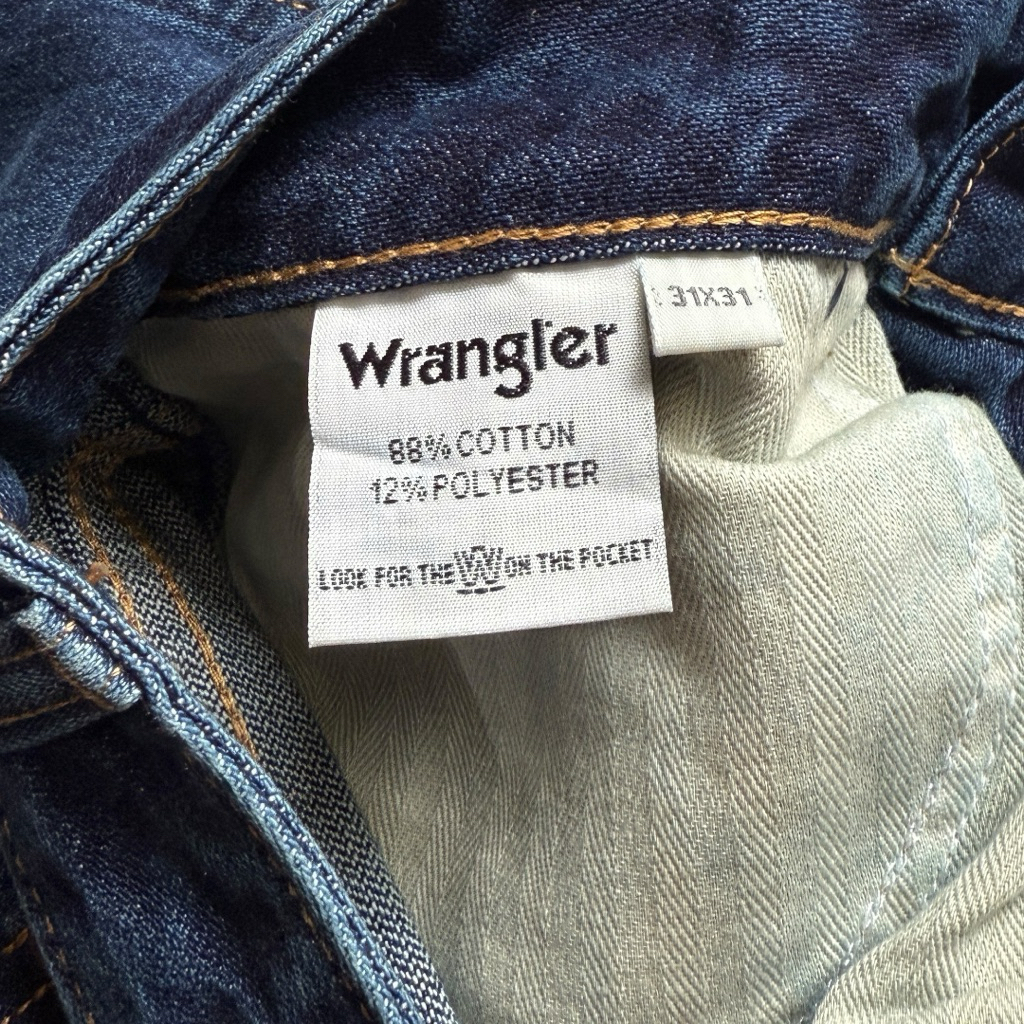 Wrangler
31X31
88% COTTON
12% POLYESTER
LOOK FOR THE W ON THE POCKET